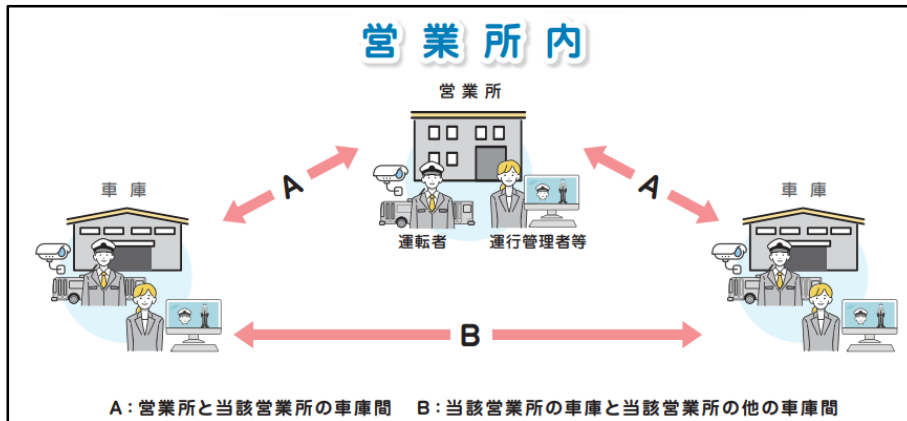 営業所内
営業所
A
A
車庫
車庫
運転者 運行管理者等
B
A：営業所と当該営業所の車庫間 B：当該営業所の車庫と当該営業所の他の車庫間